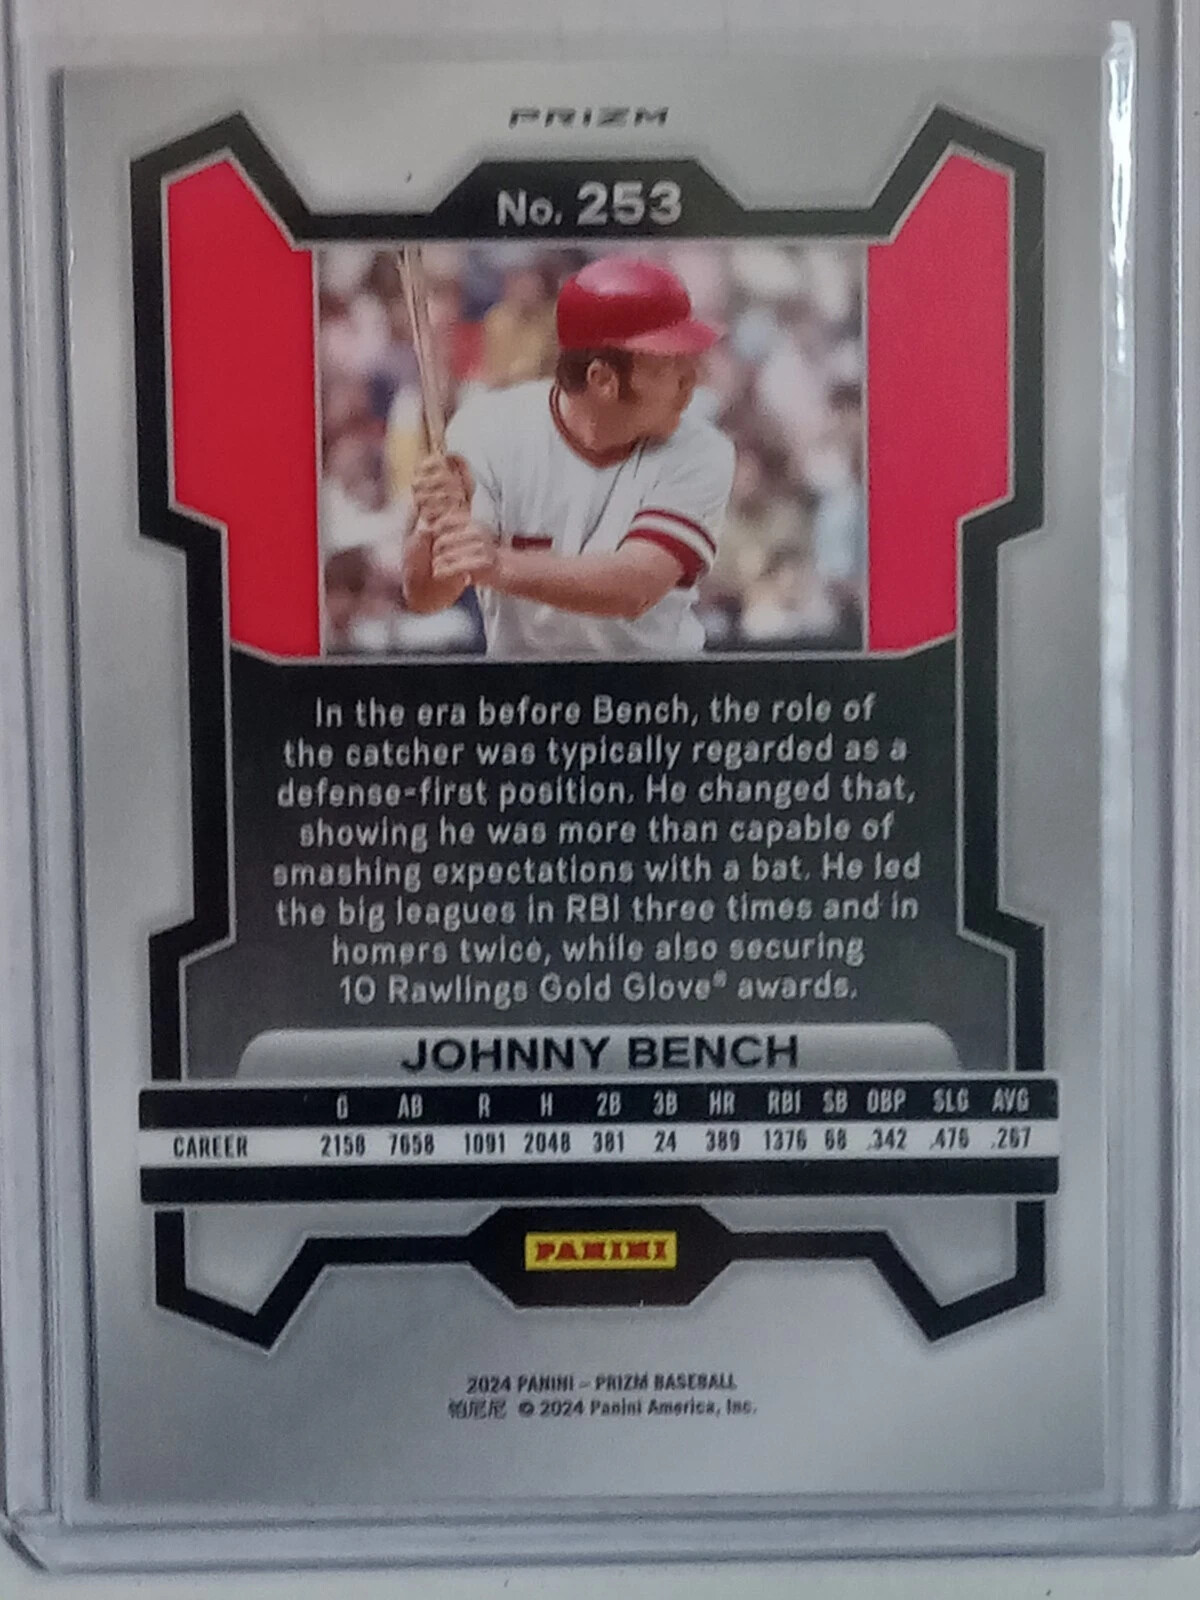 PRIZM
No. 253
In the era before Bench, the role of
the catcher was typically regarded as a
defense-first position. He changed that,
showing he was more than capable of
smashing expectations with a bat. He led
the big leagues in RBI three times and in
homers twice, while also securing
10 Rawlings Gold Glove® awards.
JOHNNY BENCH
G AB R H 2B 3B HR RBI SB OBP SLG AVG
CAREER 2158 7658 1091 2048 381 24 389 1376 68 .342 .476 .267
PANINI
2024 PANINI – PRIZM BASEBALL
帕尼尼 © 2024 Panini America, Inc.